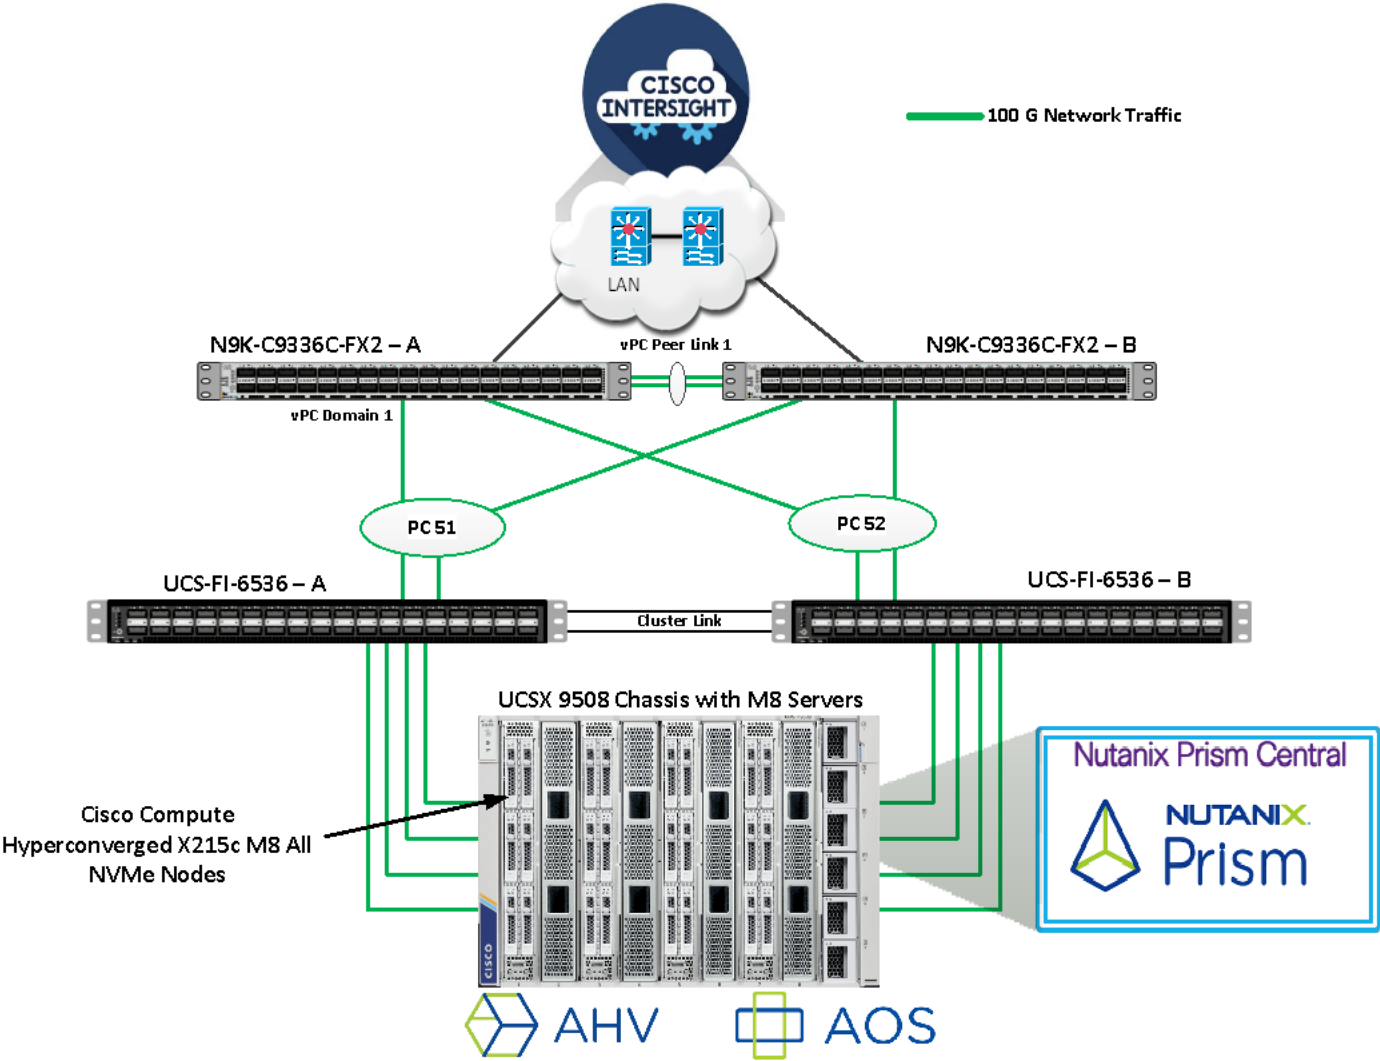 CISCO
INTERSIGHT
100 G Network Traffic
LAN
N9K-C9336C-FX2 – A
vPC Peer Link 1
N9K-C9336C-FX2 – B
vPC Domain 1
PC 51
PC 52
UCS-FI-6536 – A
UCS-FI-6536 – B
Cluster Link
UCSX 9508 Chassis with M8 Servers
Nutanix Prism Central
NUTANIX
Prism
Cisco Compute
Hyperconverged X215c M8 All
NVMe Nodes
CISCO
AHV
AOS